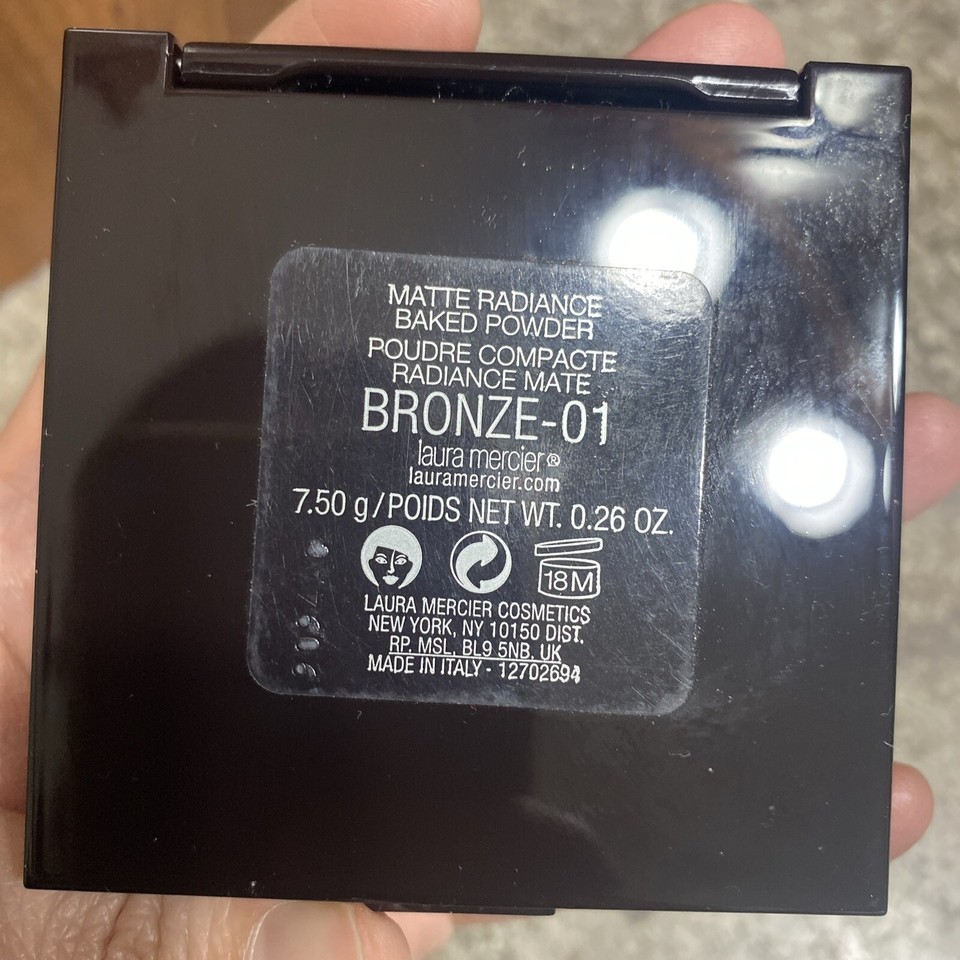 MATTE RADIANCE
BAKED POWDER
POUDRE COMPACTE
RADIANCE MATE
BRONZE-01
laura mercier®
lauramercier.com
7.50 g/POIDS NET WT. 0.26 OZ.
18M
LAURA MERCIER COSMETICS
NEW YORK, NY 10150 DIST.
RP. MSL, BL9 5NB. UK
MADE IN ITALY - 12702694